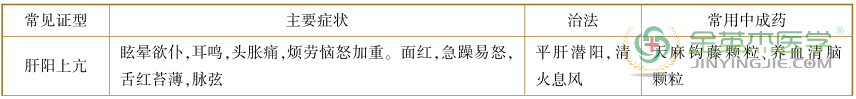 常见证型 主要症状 治法 常用中成药
肝阳上亢 眩晕欲仆,耳鸣,头胀痛,烦劳恼怒加重。面红,急躁易怒,
舌红苔薄,脉弦
平肝潜阳,清
火息风
天麻钩藤颗粒、养血清脑
颗粒
金英杰医学
JINYINGJIE.COM